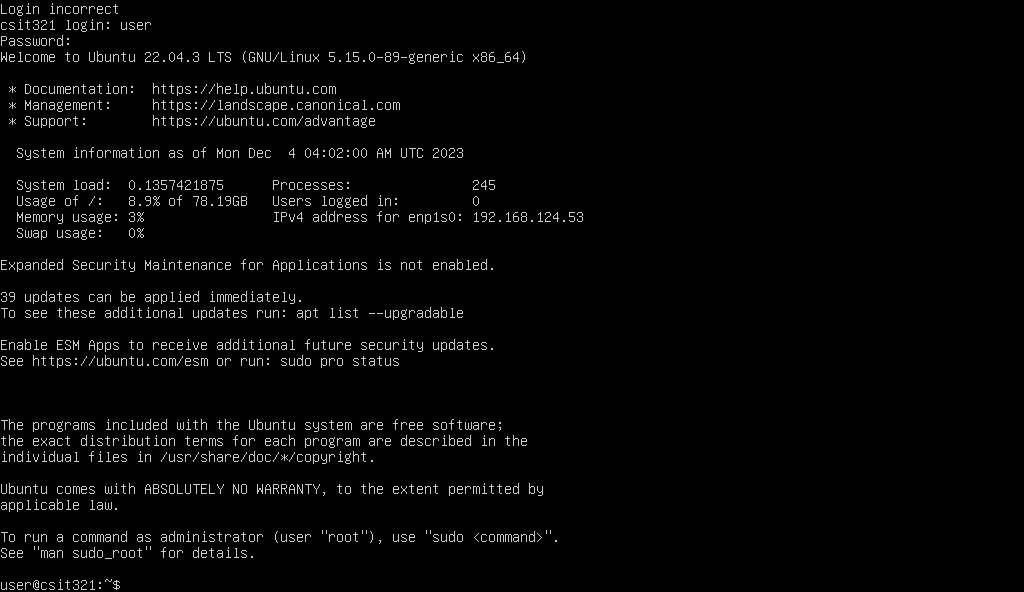 Login incorrect
csit321 login: user
Password:
Welcome to Ubuntu 22.04.3 LTS (GNU/Linux 5.15.0-89-generic x86_64)
 * Documentation:  https://help.ubuntu.com
 * Management:     https://landscape.canonical.com
 * Support:        https://ubuntu.com/advantage
  System information as of Mon Dec  4 04:02:00 AM UTC 2023
  System load:  0.1357421875      Processes:               245
  Usage of /:   8.9% of 78.19GB   Users logged in:         0
  Memory usage: 3%                IPv4 address for enp1s0: 192.168.124.53
  Swap usage:   0%
Expanded Security Maintenance for Applications is not enabled.
39 updates can be applied immediately.
To see these additional updates run: apt list --upgradable
Enable ESM Apps to receive additional future security updates.
See https://ubuntu.com/esm or run: sudo pro status
The programs included with the Ubuntu system are free software;
the exact distribution terms for each program are described in the
individual files in /usr/share/doc/*/copyright.
Ubuntu comes with ABSOLUTELY NO WARRANTY, to the extent permitted by
applicable law.
To run a command as administrator (user "root"), use "sudo <command>".
See "man sudo_root" for details.
user@csit321:~$